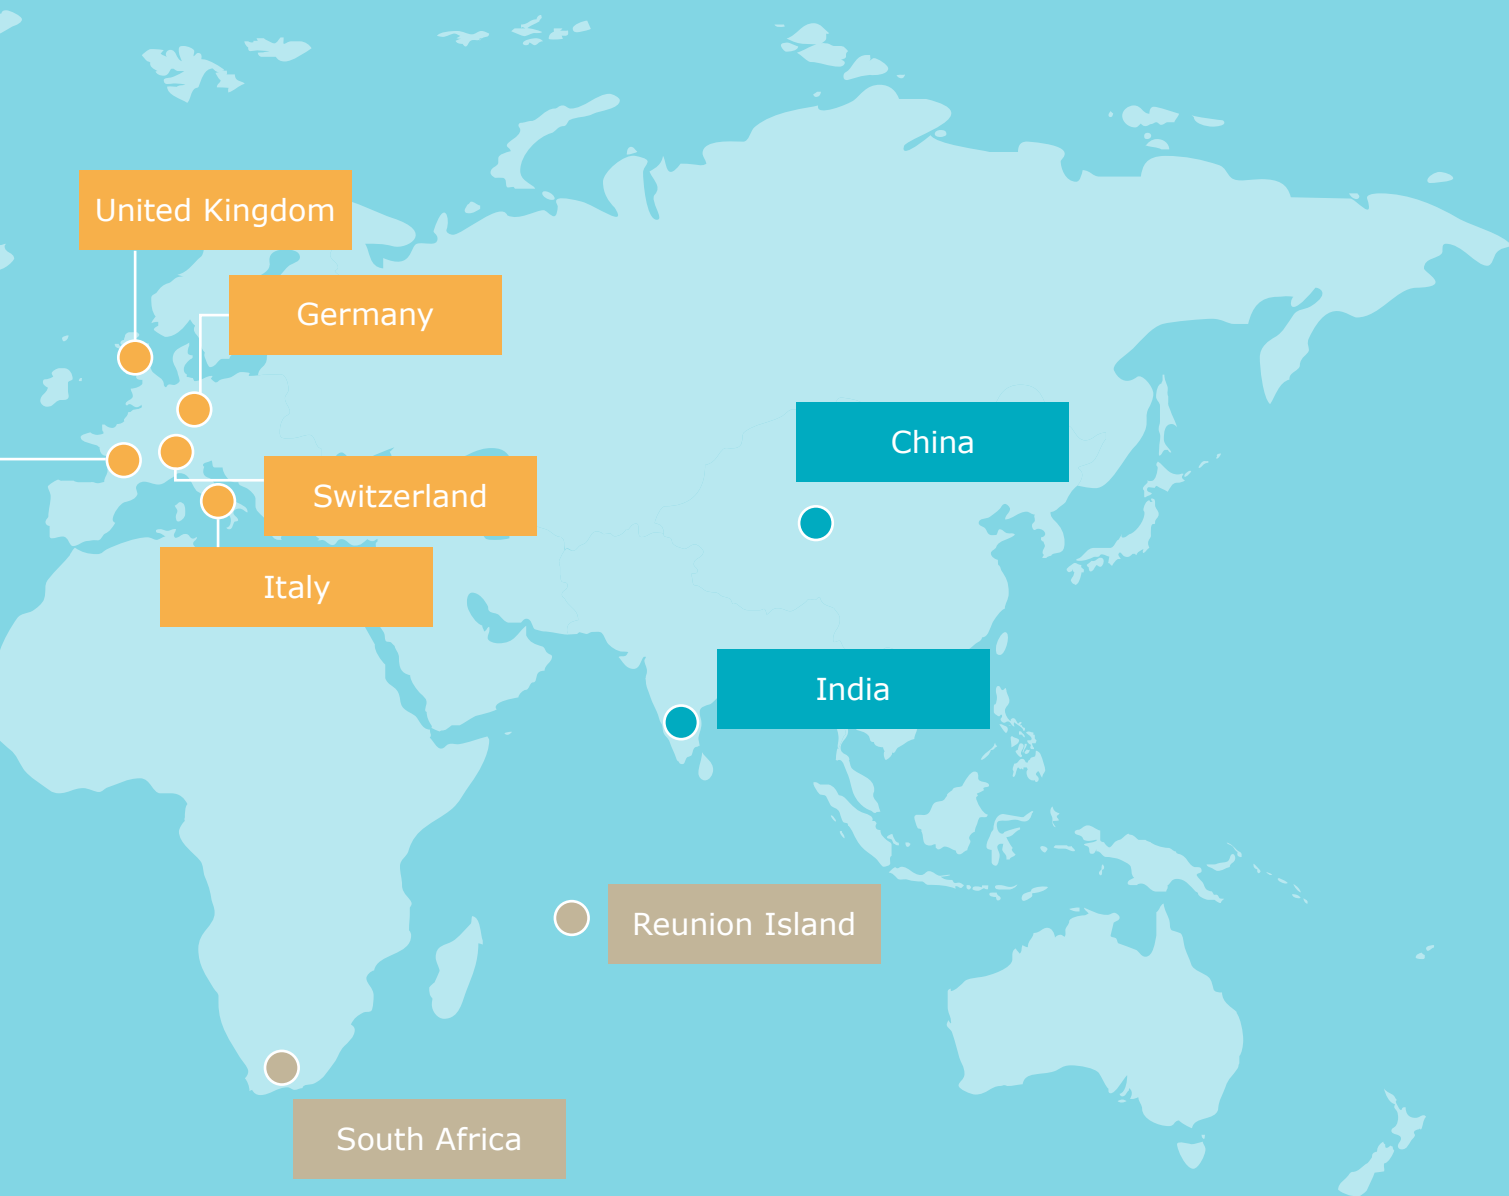 United Kingdom
Germany
China
Switzerland
Italy
India
Reunion Island
South Africa